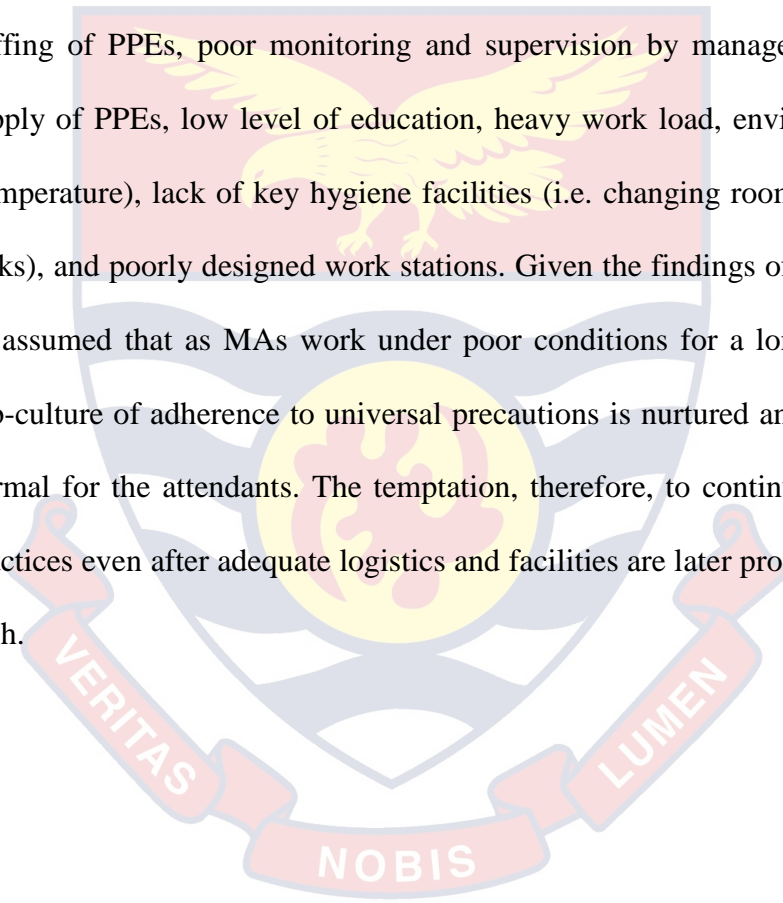 ffing of PPEs, poor monitoring and supervision by manage
pply of PPEs, low level of education, heavy work load, envi
mperature), lack of key hygiene facilities (i.e. changing roor
ks), and poorly designed work stations. Given the findings of
assumed that as MAs work under poor conditions for a lor
o-culture of adherence to universal precautions is nurtured an
rmal for the attendants. The temptation, therefore, to contin
actices even after adequate logistics and facilities are later pro
h.
VERITAS
NOBIS
LUMEN